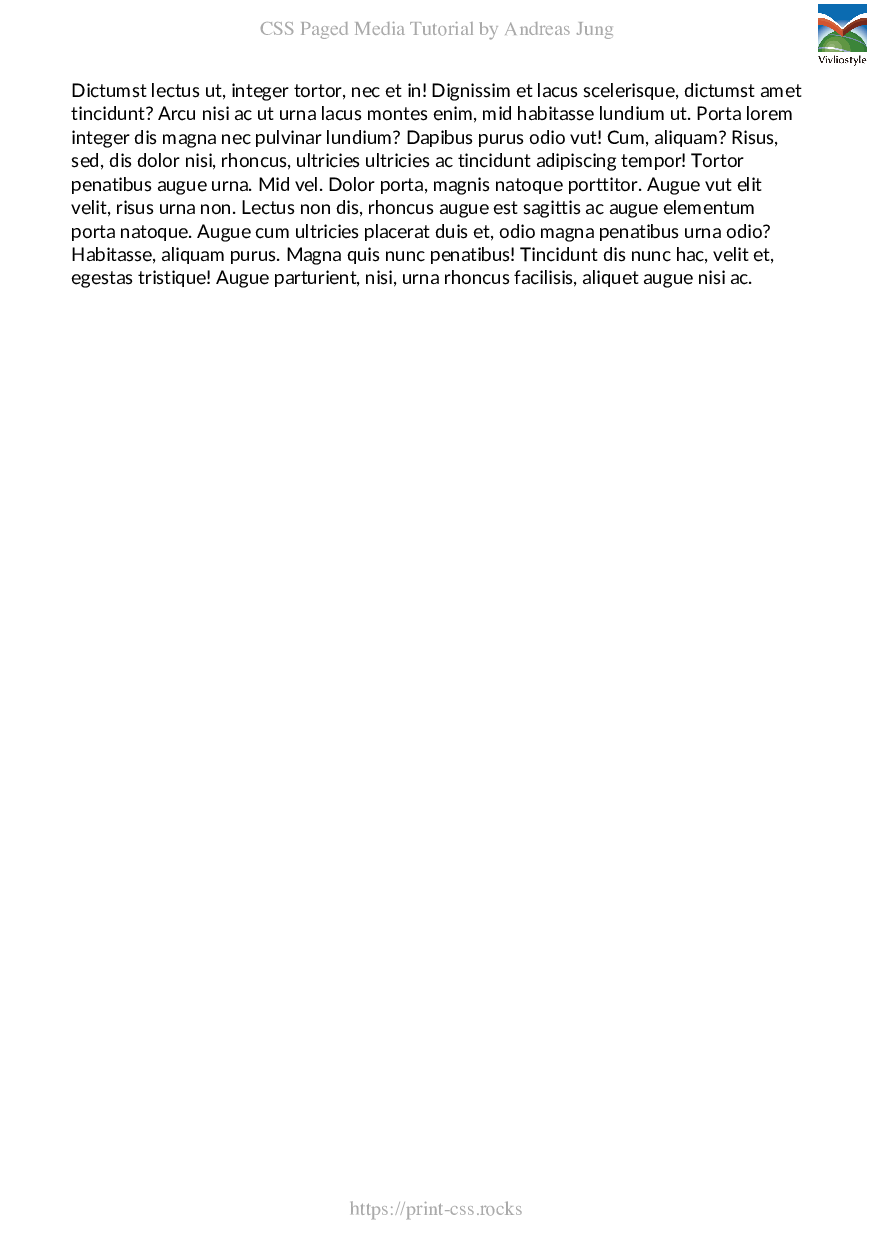 CSS Paged Media Tutorial by Andreas Jung
Vivliostyle
Dictumst lectus ut, integer tortor, nec et in! Dignissim et lacus scelerisque, dictumst amet
tincidunt? Arcu nisi ac ut urna lacus montes enim, mid habitasse lundium ut. Porta lorem
integer dis magna nec pulvinar lundium? Dapibus purus odio vut! Cum, aliquam? Risus,
sed, dis dolor nisi, rhoncus, ultricies ultricies ac tincidunt adipiscing tempor! Tortor
penatibus augue urna. Mid vel. Dolor porta, magnis natoque porttitor. Augue vut elit
velit, risus urna non. Lectus non dis, rhoncus augue est sagittis ac augue elementum
porta natoque. Augue cum ultricies placerat duis et, odio magna penatibus urna odio?
Habitasse, aliquam purus. Magna quis nunc penatibus! Tincidunt dis nunc hac, velit et,
egestas tristique! Augue parturient, nisi, urna rhoncus facilisis, aliquet augue nisi ac.
https://print-css.rocks